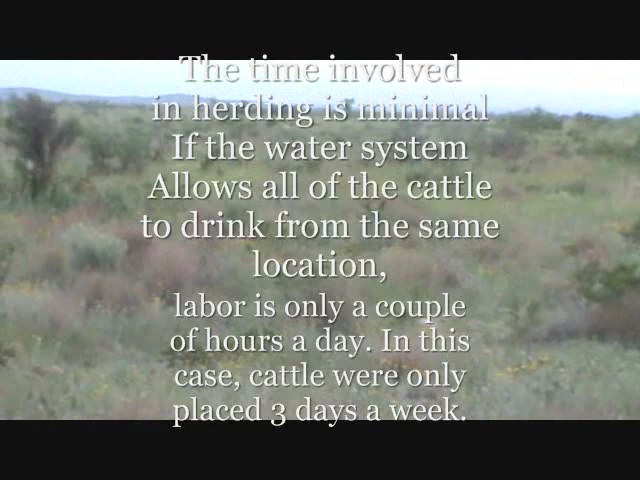 The time involved
in herding is minimal
If the water system
Allows all of the cattle
to drink from the same
location,
labor is only a couple
of hours a day. In this
case, cattle were only
placed 3 days a week.